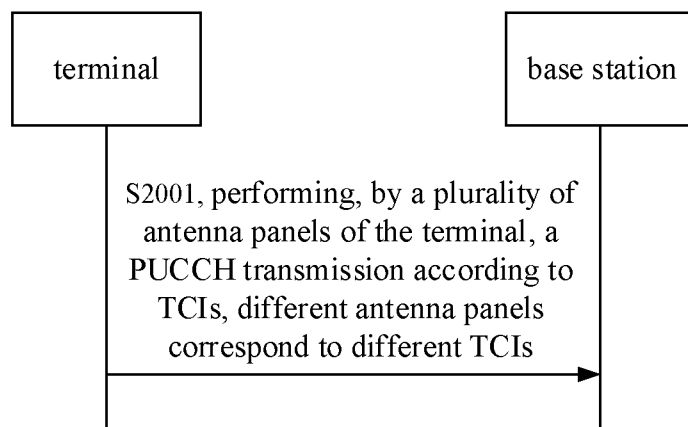 terminal
base station
S2001, performing, by a plurality of
antenna panels of the terminal, a
PUCCH transmission according to
TCIs, different antenna panels
correspond to different TCIs